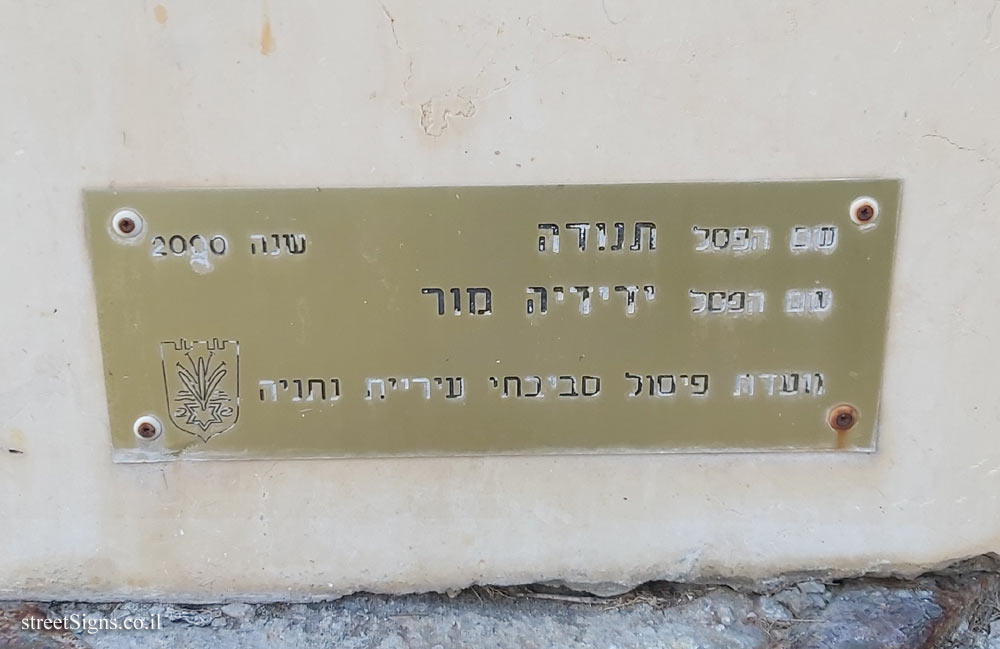 שם הפסל תנודה שנה 2000
שם הפסל ידידיה מור
ועדת פיסול סביבתי עיריית נתניה
streetSigns.co.il